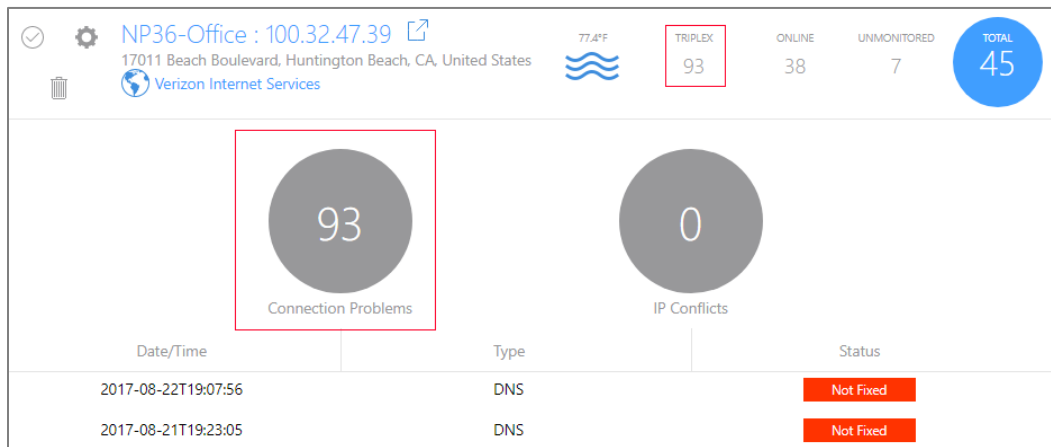 NP36-Office : 100.32.47.39
17011 Beach Boulevard, Huntington Beach, CA, United States
Verizon Internet Services
77.4°F
TRIPLEX
93
ONLINE
38
UNMONITORED
7
TOTAL
45
93
Connection Problems
0
IP Conflicts
Date/Time Type Status
2017-08-22T19:07:56 DNS Not Fixed
2017-08-21T19:23:05 DNS Not Fixed